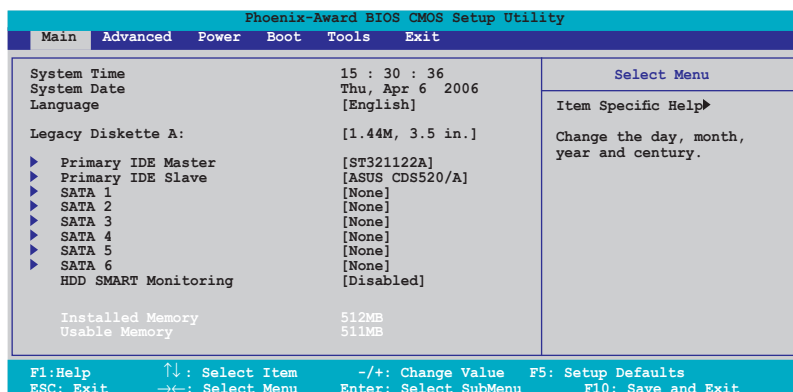 Phoenix-Award BIOS CMOS Setup Utility
Main Advanced Power Boot Tools Exit
System Time 15 : 30 : 36 Select Menu
System Date Thu, Apr 6 2006
Language [English] Item Specific Help
Legacy Diskette A: [1.44M, 3.5 in.] Change the day, month,
year and century.
Primary IDE Master [ST321122A]
Primary IDE Slave [ASUS CDS520/A]
SATA 1 [None]
SATA 2 [None]
SATA 3 [None]
SATA 4 [None]
SATA 5 [None]
SATA 6 [None]
HDD SMART Monitoring [Disabled]
Installed Memory 512MB
Usable Memory 511MB
F1:Help ↑↓: Select Item -/+: Change Value F5: Setup Defaults
ESC: Exit →←: Select Menu Enter: Select SubMenu F10: Save and Exit